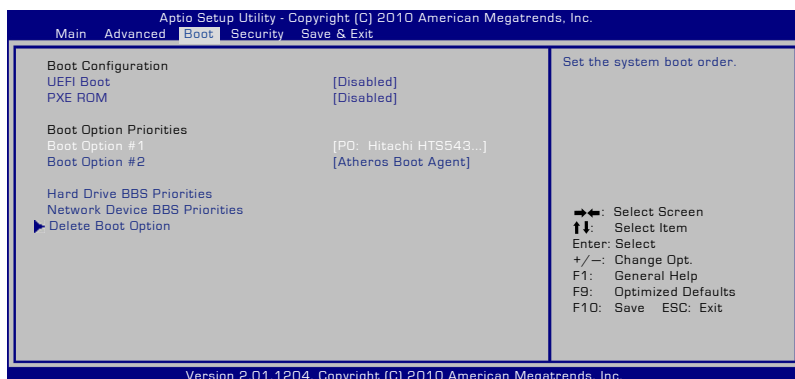 Aptio Setup Utility - Copyright (C) 2010 American Megatrends, Inc.
Main Advanced Boot Security Save & Exit
Boot Configuration
UEFI Boot [Disabled]
PXE ROM [Disabled]
Boot Option Priorities
Boot Option #1 [P0: Hitachi HTS543...]
Boot Option #2 [Atheros Boot Agent]
Hard Drive BBS Priorities
Network Device BBS Priorities
Delete Boot Option
Set the system boot order.
→←: Select Screen
↑↓: Select Item
Enter: Select
+/—: Change Opt.
F1: General Help
F9: Optimized Defaults
F10: Save ESC: Exit
Version 2.01.1204. Copyright (C) 2010 American Megatrends, Inc.